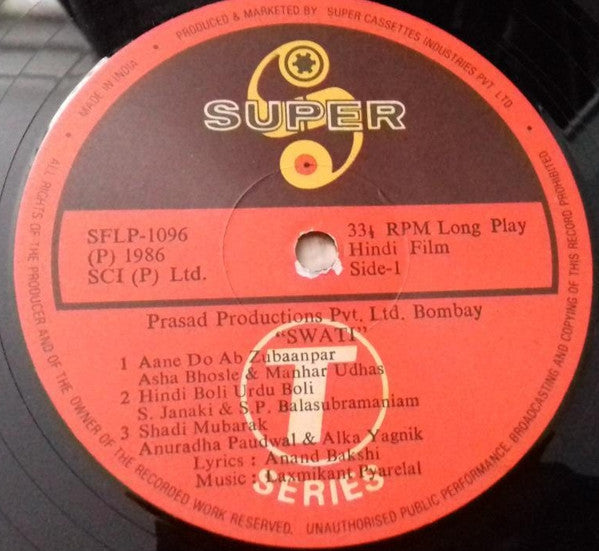 PRODUCED & MARKETED BY • SUPER CASSETTES INDUSTRIES PVT. LTD.
• MADE IN INDIA •
SUPER
SFLP-1096
(P) 1986
SCI (P) Ltd.
33⅓ RPM Long Play
Hindi Film
Side-1
Prasad Productions Pvt. Ltd. Bombay
"SWATI"
1 Aane Do Ab Zubaanpar
Asha Bhosle & Manhar Udhas
2 Hindi Boli Urdu Boli
S. Janaki & S.P. Balasubramaniam
3 Shadi Mubarak
Anuradha Paudwal & Alka Yagnik
Lyrics : Anand Bakshi
Music : Laxmikant Pyarelal
T
SERIES
ALL RIGHTS OF THE PRODUCER AND OF THE OWNER OF THE RECORDED WORK RESERVED. UNAUTHORISED PUBLIC PERFORMANCE, BROADCASTING AND COPYING OF THIS RECORD PROHIBITED